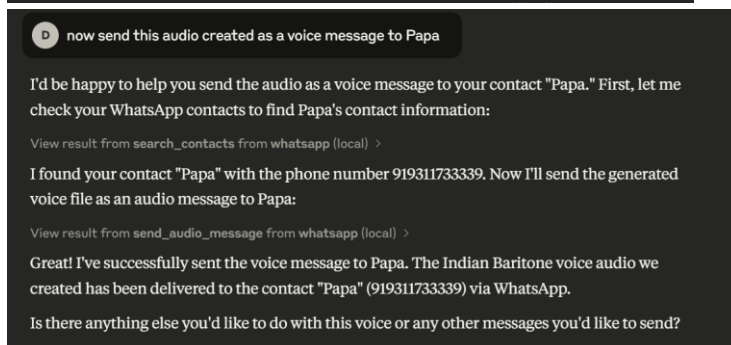 D now send this audio created as a voice message to Papa
I'd be happy to help you send the audio as a voice message to your contact "Papa." First, let me
check your WhatsApp contacts to find Papa's contact information:
View result from search_contacts from whatsapp (local) >
I found your contact "Papa" with the phone number 919311733339. Now I'll send the generated
voice file as an audio message to Papa:
View result from send_audio_message from whatsapp (local) >
Great! I've successfully sent the voice message to Papa. The Indian Baritone voice audio we
created has been delivered to the contact "Papa" (919311733339) via WhatsApp.
Is there anything else you'd like to do with this voice or any other messages you'd like to send?